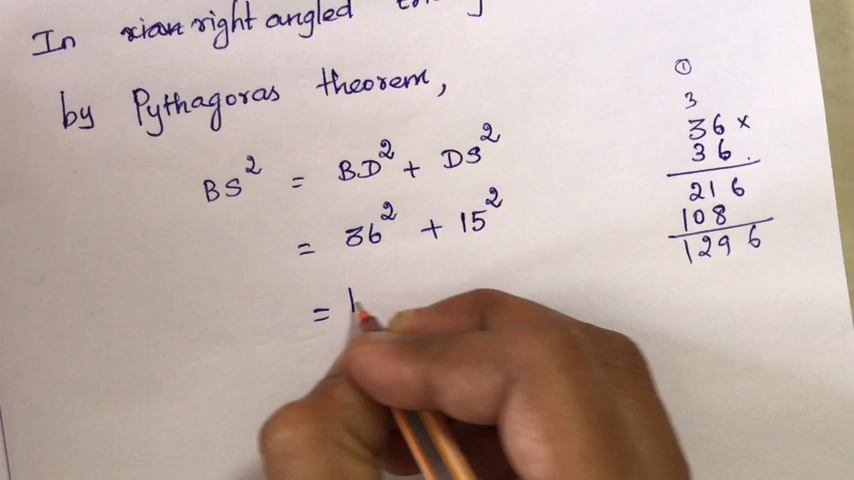 In right angled
by Pythagoras theorem,
BS² = BD² + DS²
= 36² + 15²
= 1
①
3
36 ×
36 .
216
108
1296